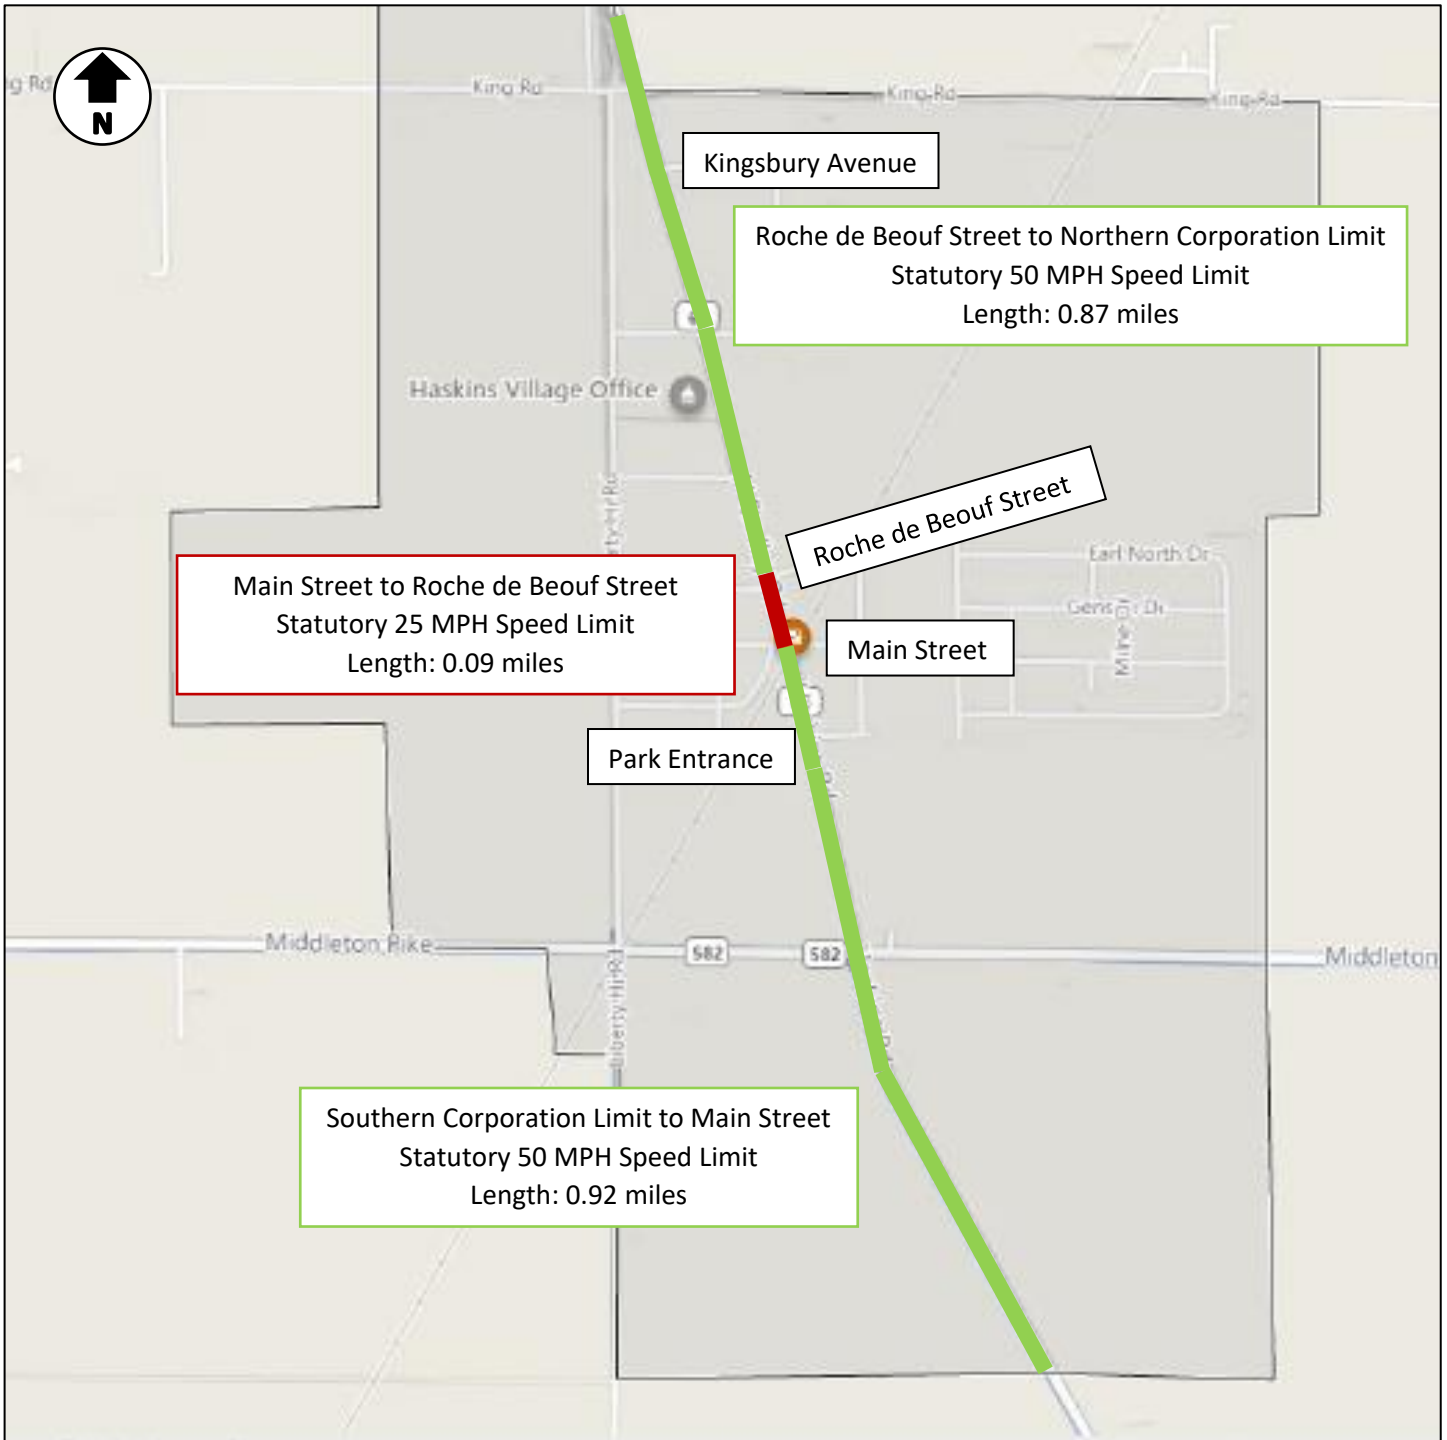 N
King Rd
King Rd
King Rd
Kingsbury Avenue
Roche de Beouf Street to Northern Corporation Limit
Statutory 50 MPH Speed Limit
Length: 0.87 miles
Haskins Village Office
Roche de Beouf Street
Earl North Dr
Main Street to Roche de Beouf Street
Statutory 25 MPH Speed Limit
Length: 0.09 miles
Main Street
Park Entrance
Middleton Pike
582
582
Middleton
Liberty Hi Rd
Southern Corporation Limit to Main Street
Statutory 50 MPH Speed Limit
Length: 0.92 miles